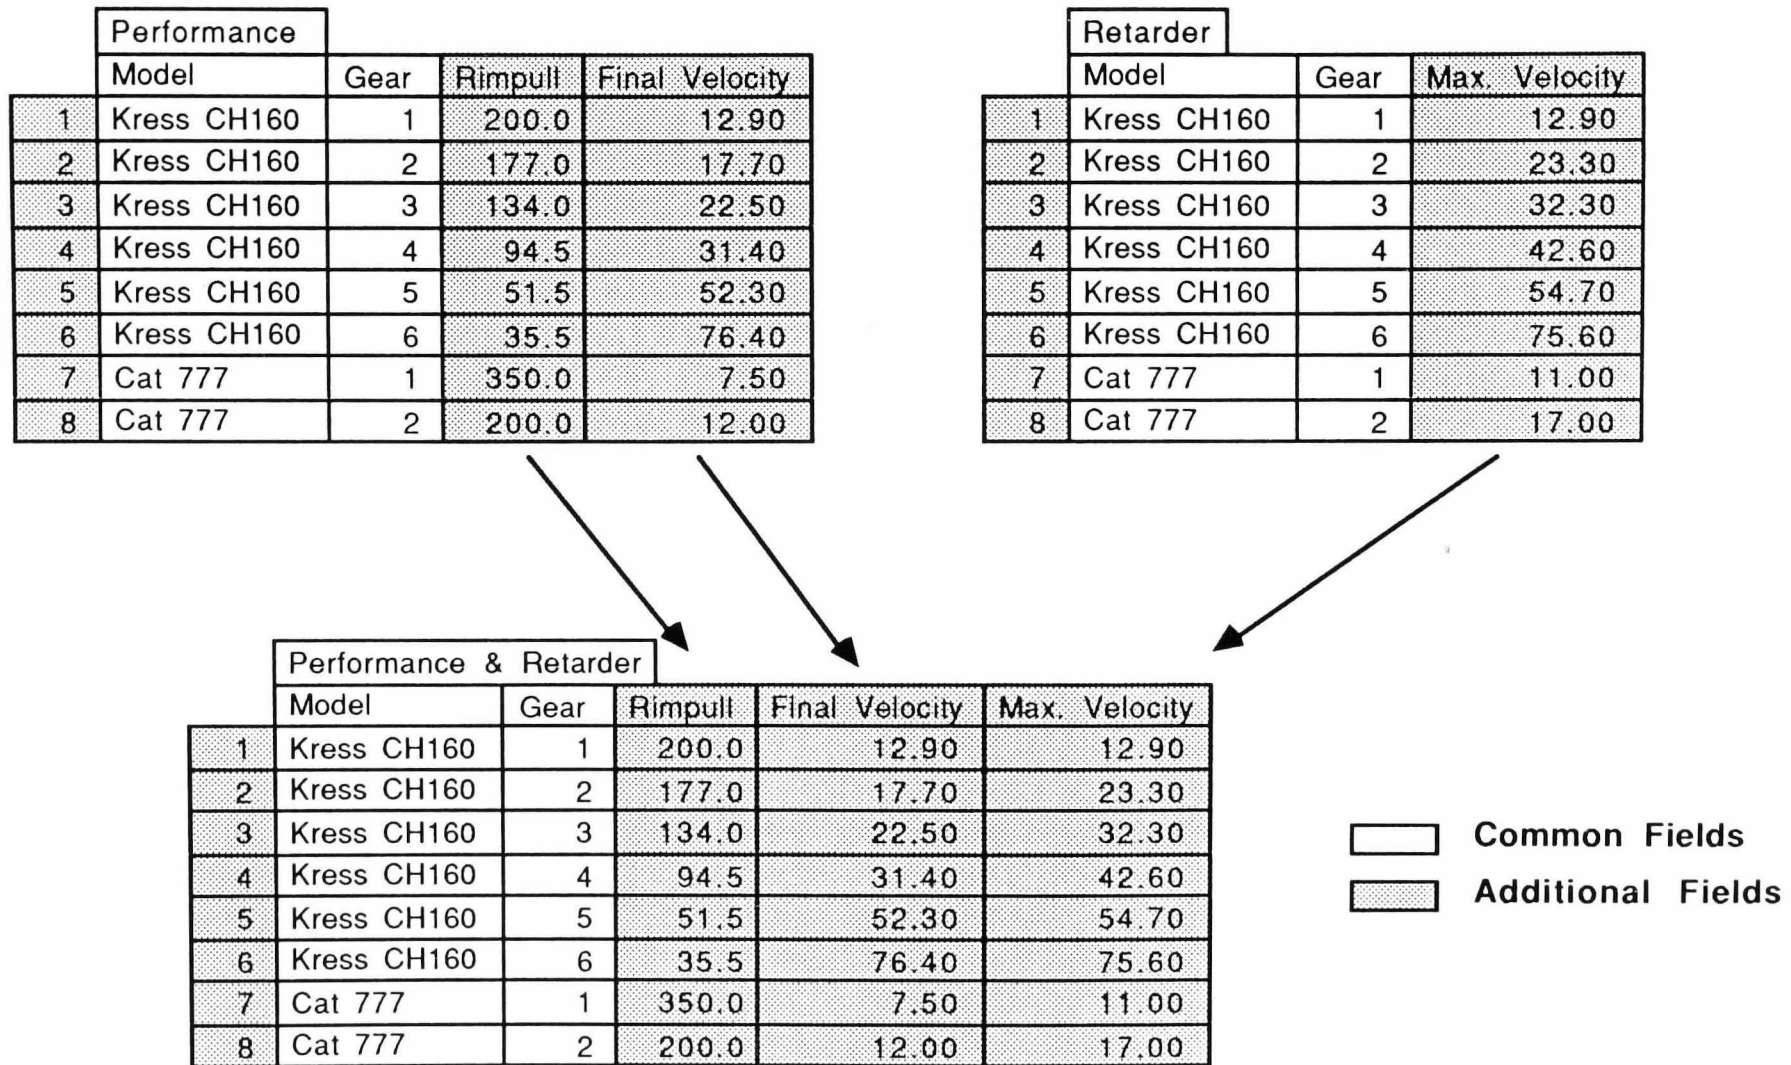 Performance
Model Gear Rimpull Final Velocity
1 Kress CH160 1 200.0 12.90
2 Kress CH160 2 177.0 17.70
3 Kress CH160 3 134.0 22.50
4 Kress CH160 4 94.5 31.40
5 Kress CH160 5 51.5 52.30
6 Kress CH160 6 35.5 76.40
7 Cat 777 1 350.0 7.50
8 Cat 777 2 200.0 12.00
Retarder
Model Gear Max. Velocity
1 Kress CH160 1 12.90
2 Kress CH160 2 23.30
3 Kress CH160 3 32.30
4 Kress CH160 4 42.60
5 Kress CH160 5 54.70
6 Kress CH160 6 75.60
7 Cat 777 1 11.00
8 Cat 777 2 17.00
Performance & Retarder
Model Gear Rimpull Final Velocity Max. Velocity
1 Kress CH160 1 200.0 12.90 12.90
2 Kress CH160 2 177.0 17.70 23.30
3 Kress CH160 3 134.0 22.50 32.30
4 Kress CH160 4 94.5 31.40 42.60
5 Kress CH160 5 51.5 52.30 54.70
6 Kress CH160 6 35.5 76.40 75.60
7 Cat 777 1 350.0 7.50 11.00
8 Cat 777 2 200.0 12.00 17.00
Common Fields
Additional Fields